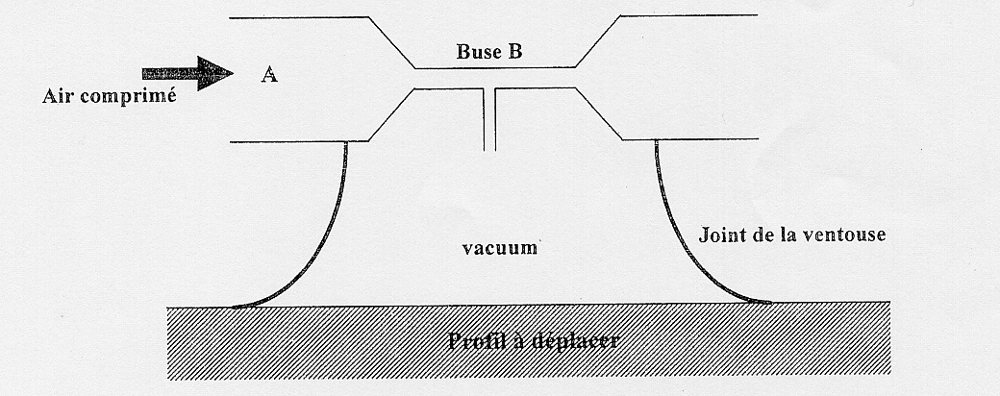 Buse B
A
Air comprimé
Joint de la ventouse
vacuum
Profil à déplacer